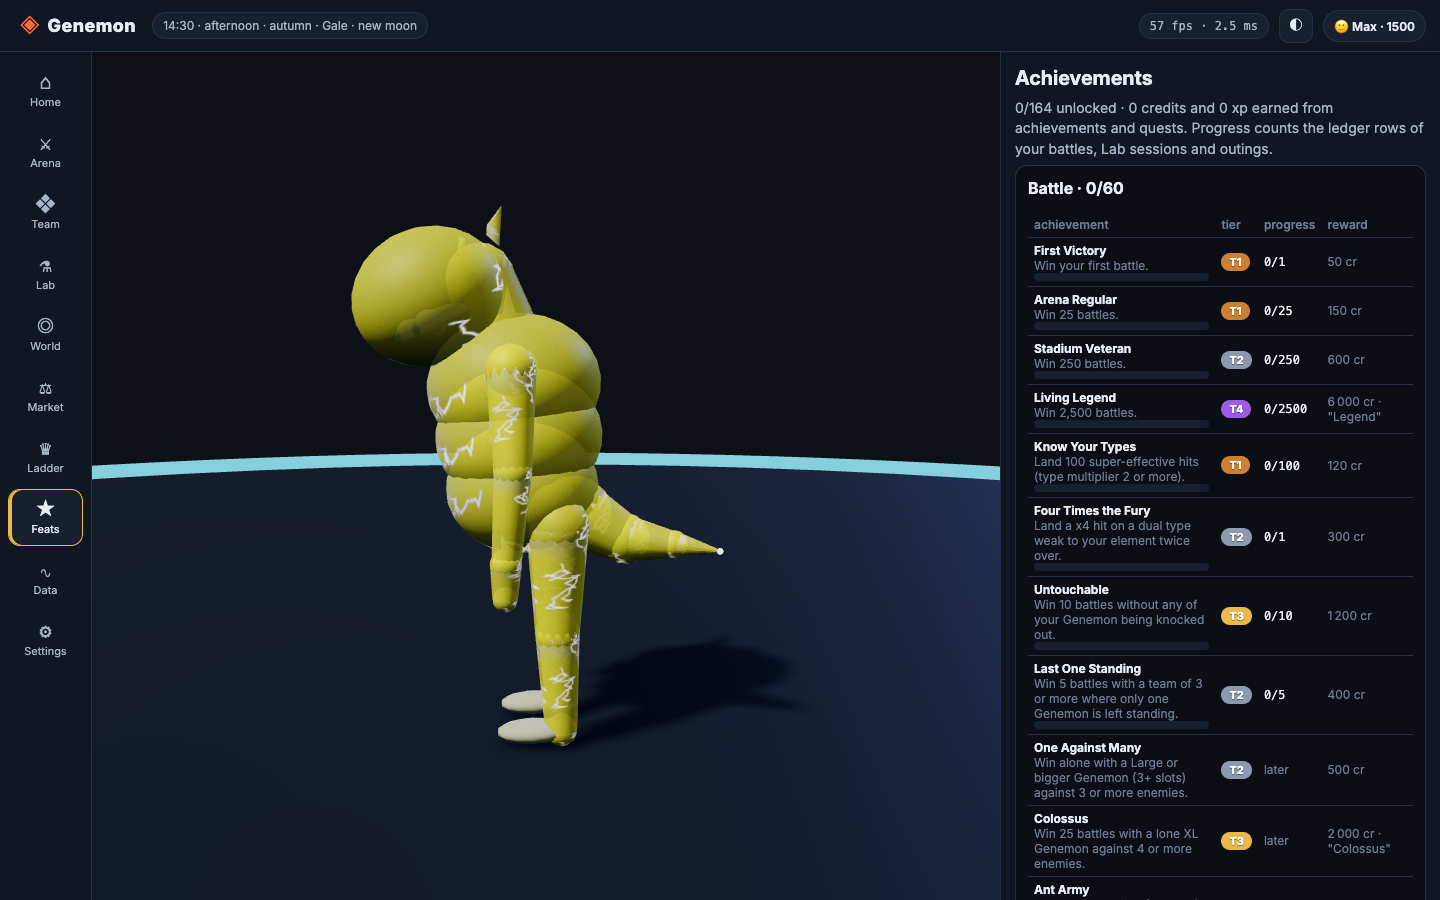 Genemon
14:30 · afternoon · autumn · Gale · new moon
57 fps · 2.5 ms
Max · 1500
Home
Arena
Team
Lab
World
Market
Ladder
Feats
Data
Settings
Achievements
0/164 unlocked · 0 credits and 0 xp earned from
achievements and quests. Progress counts the ledger rows of
your battles, Lab sessions and outings.
Battle · 0/60
achievement tier progress reward
First Victory
Win your first battle.
T1 0/1 50 cr
Arena Regular
Win 25 battles.
T1 0/25 150 cr
Stadium Veteran
Win 250 battles.
T2 0/250 600 cr
Living Legend
Win 2,500 battles.
T4 0/2500 6 000 cr ·
"Legend"
Know Your Types
Land 100 super-effective hits
(type multiplier 2 or more).
T1 0/100 120 cr
Four Times the Fury
Land a x4 hit on a dual type
weak to your element twice
over.
T2 0/1 300 cr
Untouchable
Win 10 battles without any of
your Genemon being knocked
out.
T3 0/10 1 200 cr
Last One Standing
Win 5 battles with a team of 3
or more where only one
Genemon is left standing.
T2 0/5 400 cr
One Against Many
Win alone with a Large or
bigger Genemon (3+ slots)
against 3 or more enemies.
T2 later 500 cr
Colossus
Win 25 battles with a lone XL
Genemon against 4 or more
enemies.
T3 later 2 000 cr ·
"Colossus"
Ant Army